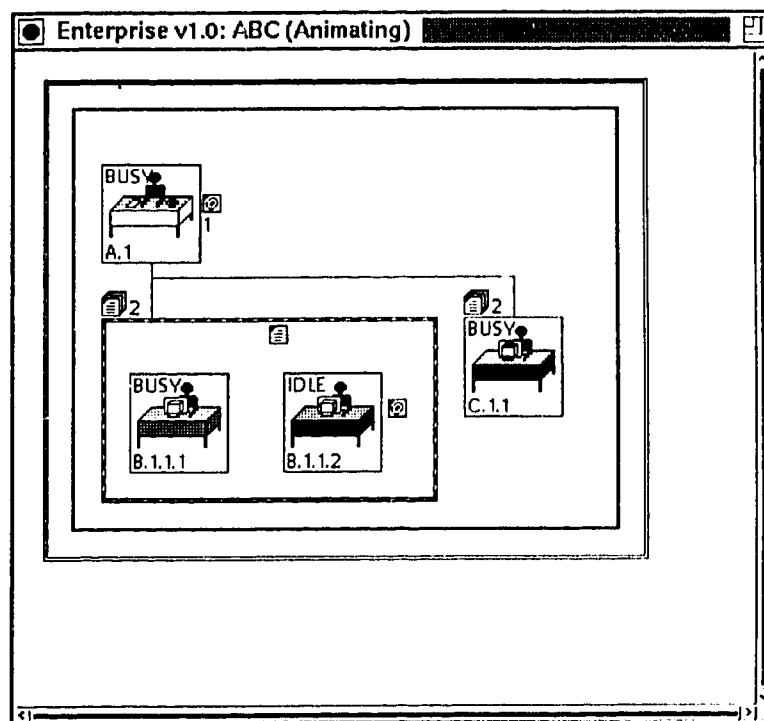 Enterprise v1.0: ABC (Animating)
BUSY
1
A.1
2
2
BUSY
BUSY
IDLE
C.1.1
B.1.1.1
B.1.1.2